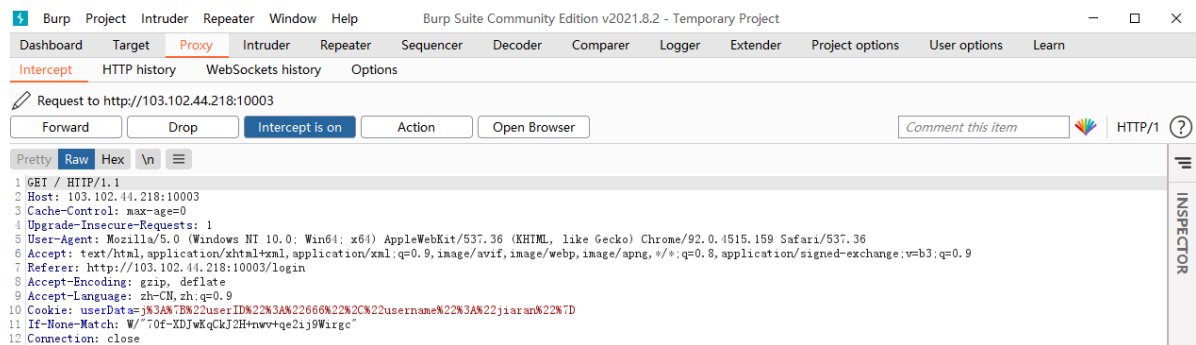 Burp Project Intruder Repeater Window Help Burp Suite Community Edition v2021.8.2 - Temporary Project
Dashboard Target Proxy Intruder Repeater Sequencer Decoder Comparer Logger Extender Project options User options Learn
Intercept HTTP history WebSockets history Options
Request to http://103.102.44.218:10003
Forward Drop Intercept is on Action Open Browser Comment this item HTTP/1 ?
Pretty Raw Hex \n
1 GET / HTTP/1.1
2 Host: 103.102.44.218:10003
3 Cache-Control: max-age=0
4 Upgrade-Insecure-Requests: 1
5 User-Agent: Mozilla/5.0 (Windows NT 10.0; Win64; x64) AppleWebKit/537.36 (KHTML, like Gecko) Chrome/92.0.4515.159 Safari/537.36
6 Accept: text/html,application/xhtml+xml,application/xml;q=0.9,image/avif,image/webp,image/apng,*/*;q=0.8,application/signed-exchange;v=b3;q=0.9
7 Referer: http://103.102.44.218:10003/login
8 Accept-Encoding: gzip, deflate
9 Accept-Language: zh-CN,zh;q=0.9
10 Cookie: userData=j%3A%7B%22userID%22%3A%22666%22%2C%22username%22%3A%22jiaran%22%7D
11 If-None-Match: W/"70f-XDJwKqCkJ2H+nwv+qe2ij9Wirgc"
12 Connection: close
INSPECTOR